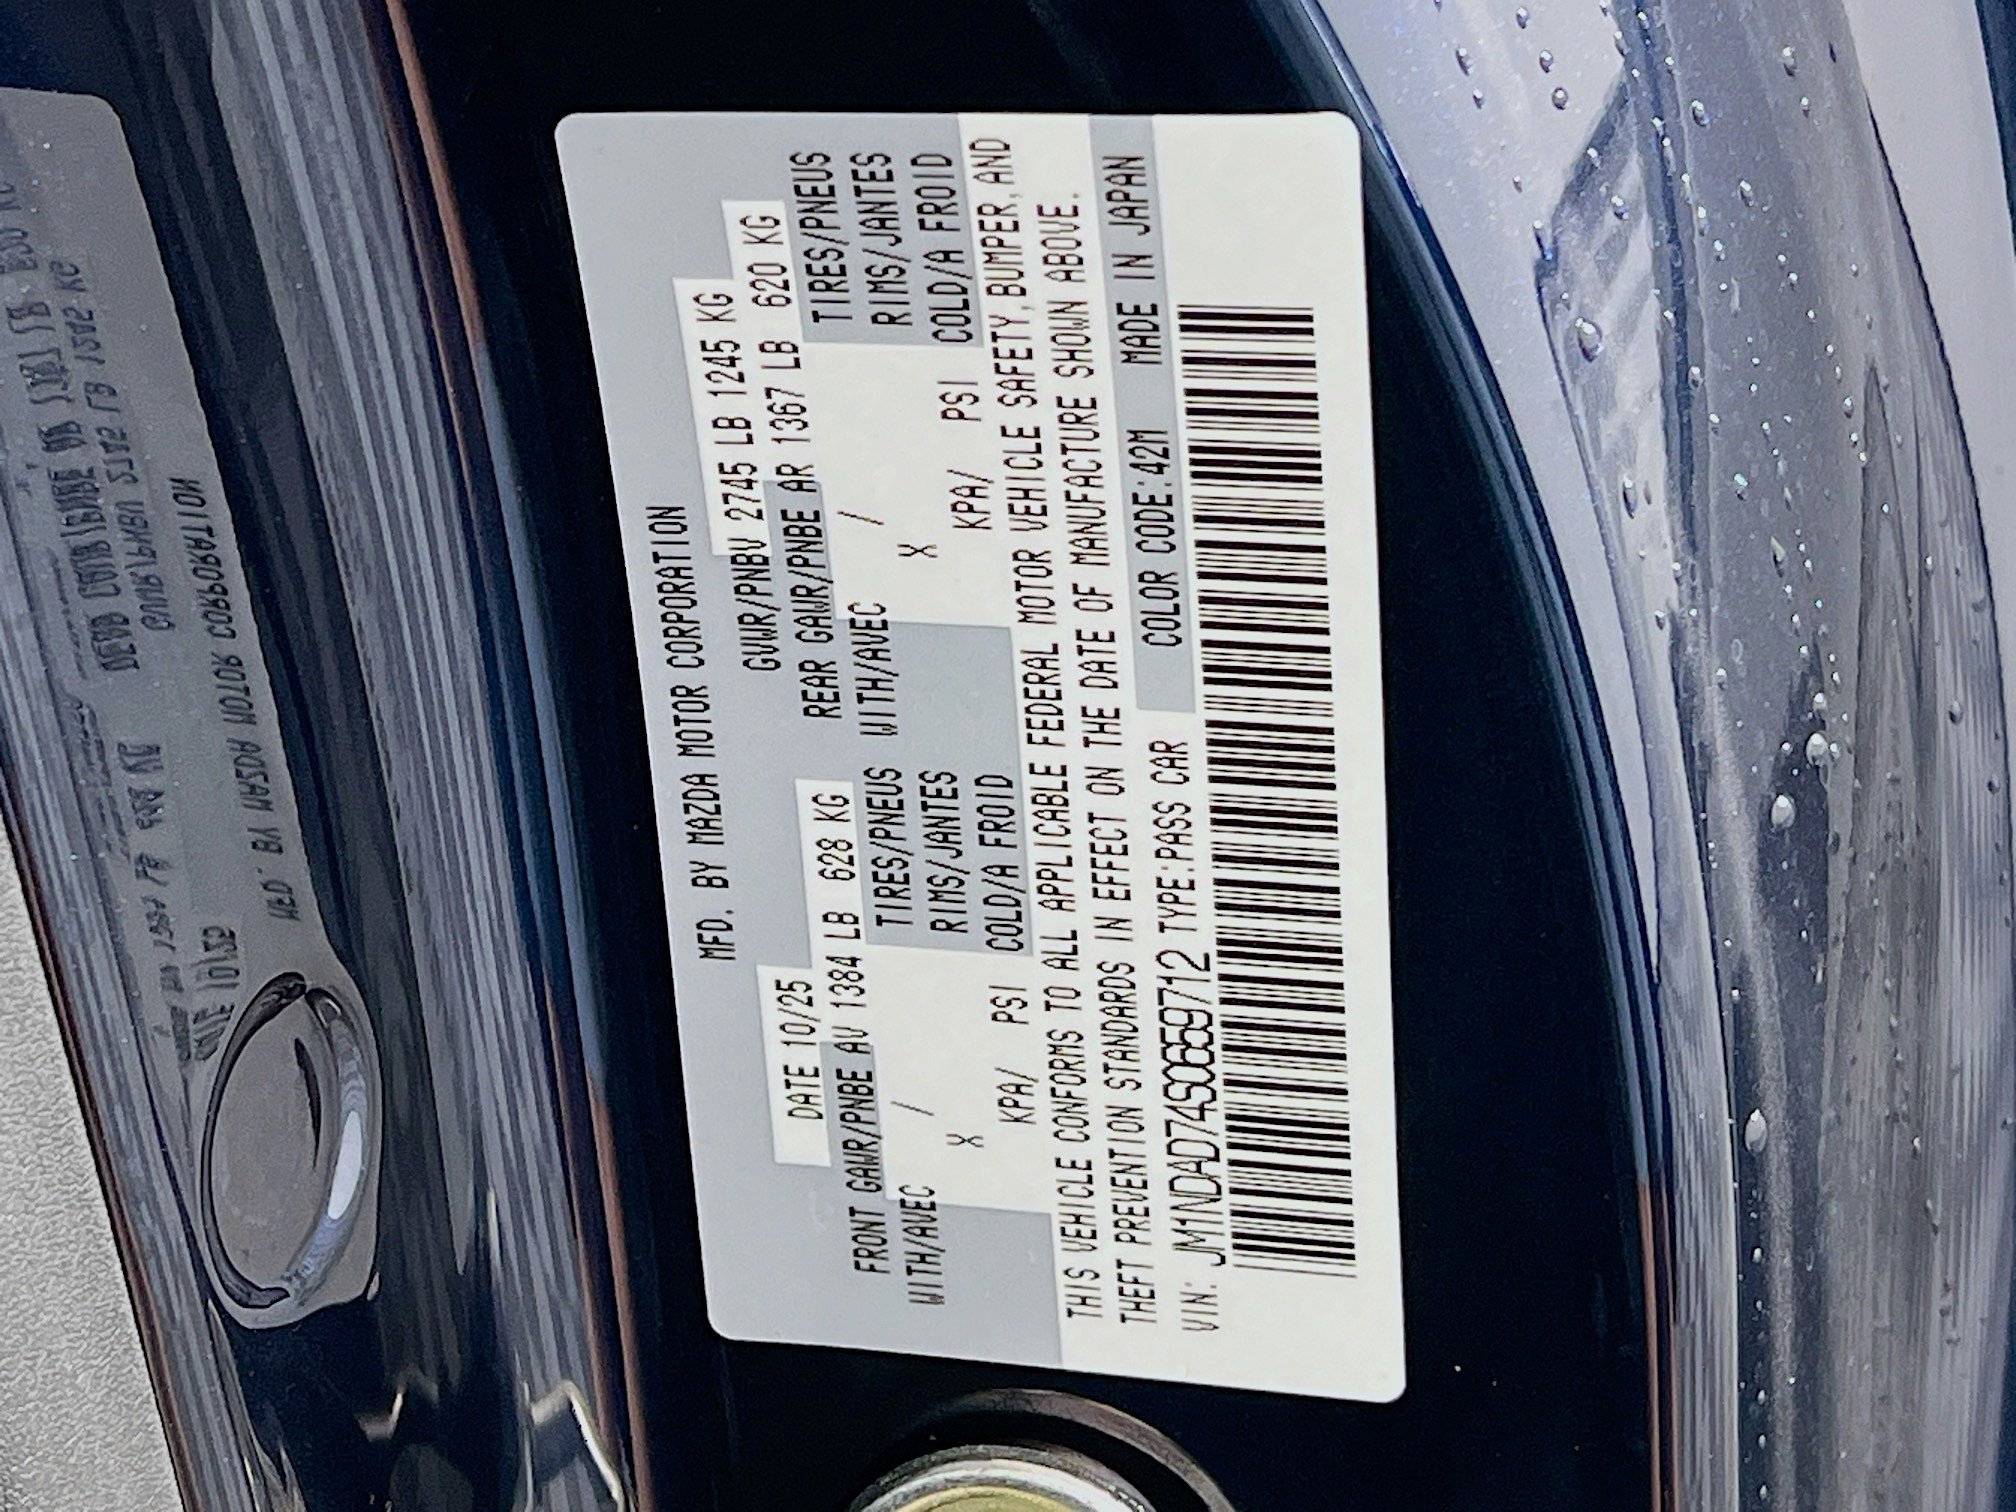 MFD. BY MAZDA MOTOR CORPORATION
DATE 10/25
GVWR/PNBV 2745 LB 1245 KG
FRONT GAWR/PNBE AV 1384 LB 628 KG
REAR GAWR/PNBE AR 1367 LB 620 KG
WITH/AVEC / TIRES/PNEUS
WITH/AVEC / TIRES/PNEUS
X RIMS/JANTES
X RIMS/JANTES
KPA/ PSI COLD/A FROID
KPA/ PSI COLD/A FROID
THIS VEHICLE CONFORMS TO ALL APPLICABLE FEDERAL MOTOR VEHICLE SAFETY, BUMPER, AND
THEFT PREVENTION STANDARDS IN EFFECT ON THE DATE OF MANUFACTURE SHOWN ABOVE.
VIN: JM1NDAD74S0659712 TYPE:PASS CAR COLOR CODE:42M MADE IN JAPAN